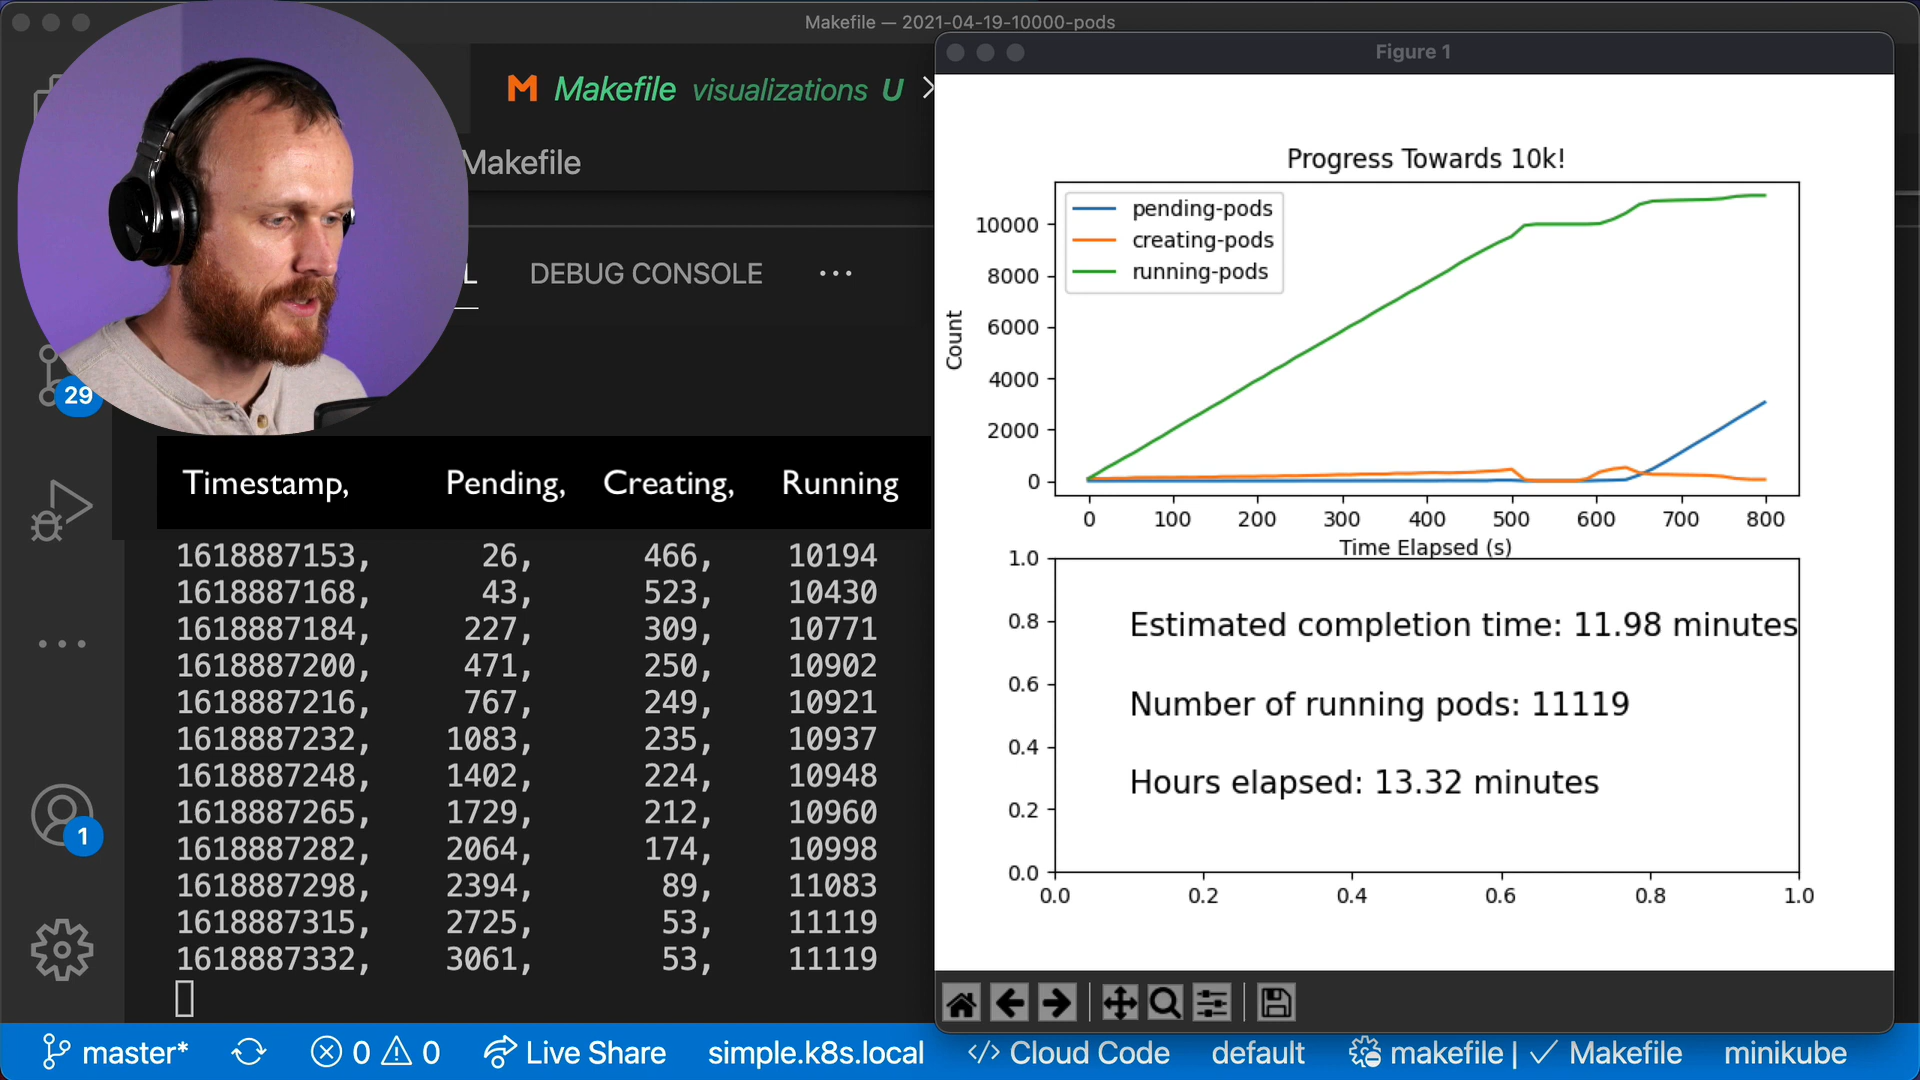 Makefile — 2021-04-19-10000-pods
Makefile visualizations U
Makefile
L DEBUG CONSOLE ...
29
Timestamp, Pending, Creating, Running
1618887153, 26, 466, 10194
1618887168, 43, 523, 10430
1618887184, 227, 309, 10771
1618887200, 471, 250, 10902
1618887216, 767, 249, 10921
1618887232, 1083, 235, 10937
1618887248, 1402, 224, 10948
1618887265, 1729, 212, 10960
1618887282, 2064, 174, 10998
1618887298, 2394, 89, 11083
1618887315, 2725, 53, 11119
1618887332, 3061, 53, 11119
1
Figure 1
Progress Towards 10k!
pending-pods
creating-pods
running-pods
Count
10000
8000
6000
4000
2000
0
0 100 200 300 400 500 600 700 800
Time Elapsed (s)
1.0
0.8
0.6
0.4
0.2
0.0
Estimated completion time: 11.98 minutes
Number of running pods: 11119
Hours elapsed: 13.32 minutes
0.0 0.2 0.4 0.6 0.8 1.0
master* 0 0 Live Share simple.k8s.local Cloud Code default makefile | Makefile minikube